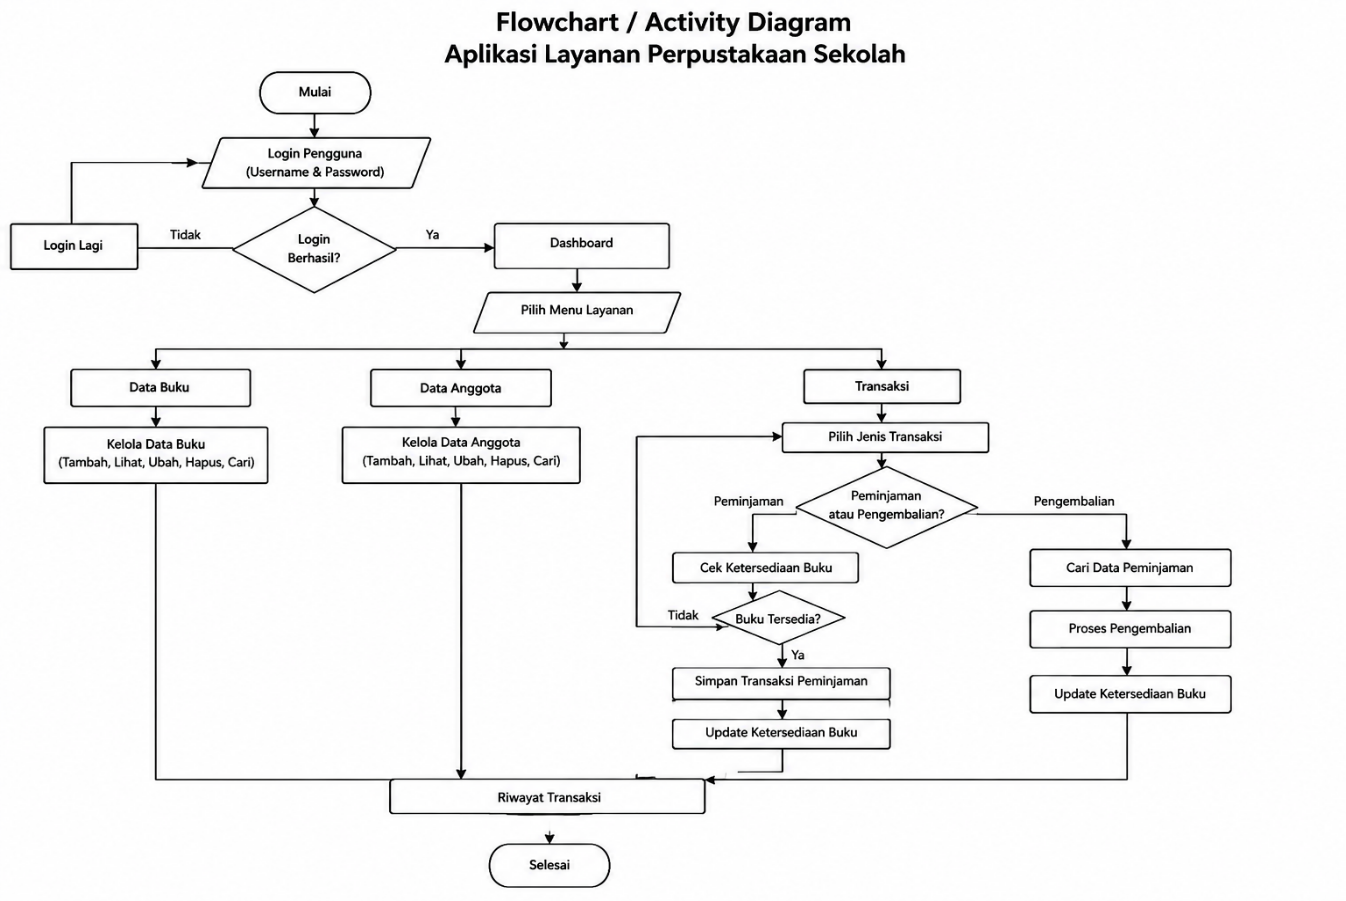 Flowchart / Activity Diagram
Aplikasi Layanan Perpustakaan Sekolah
Mulai
Login Pengguna
(Username & Password)
Login Lagi
Tidak
Login
Berhasil?
Ya
Dashboard
Pilih Menu Layanan
Data Buku
Data Anggota
Transaksi
Kelola Data Buku
(Tambah, Lihat, Ubah, Hapus, Cari)
Kelola Data Anggota
(Tambah, Lihat, Ubah, Hapus, Cari)
Pilih Jenis Transaksi
Peminjaman
Peminjaman
atau Pengembalian?
Pengembalian
Cek Ketersediaan Buku
Cari Data Peminjaman
Tidak
Buku Tersedia?
Proses Pengembalian
Ya
Simpan Transaksi Peminjaman
Update Ketersediaan Buku
Update Ketersediaan Buku
Riwayat Transaksi
Selesai